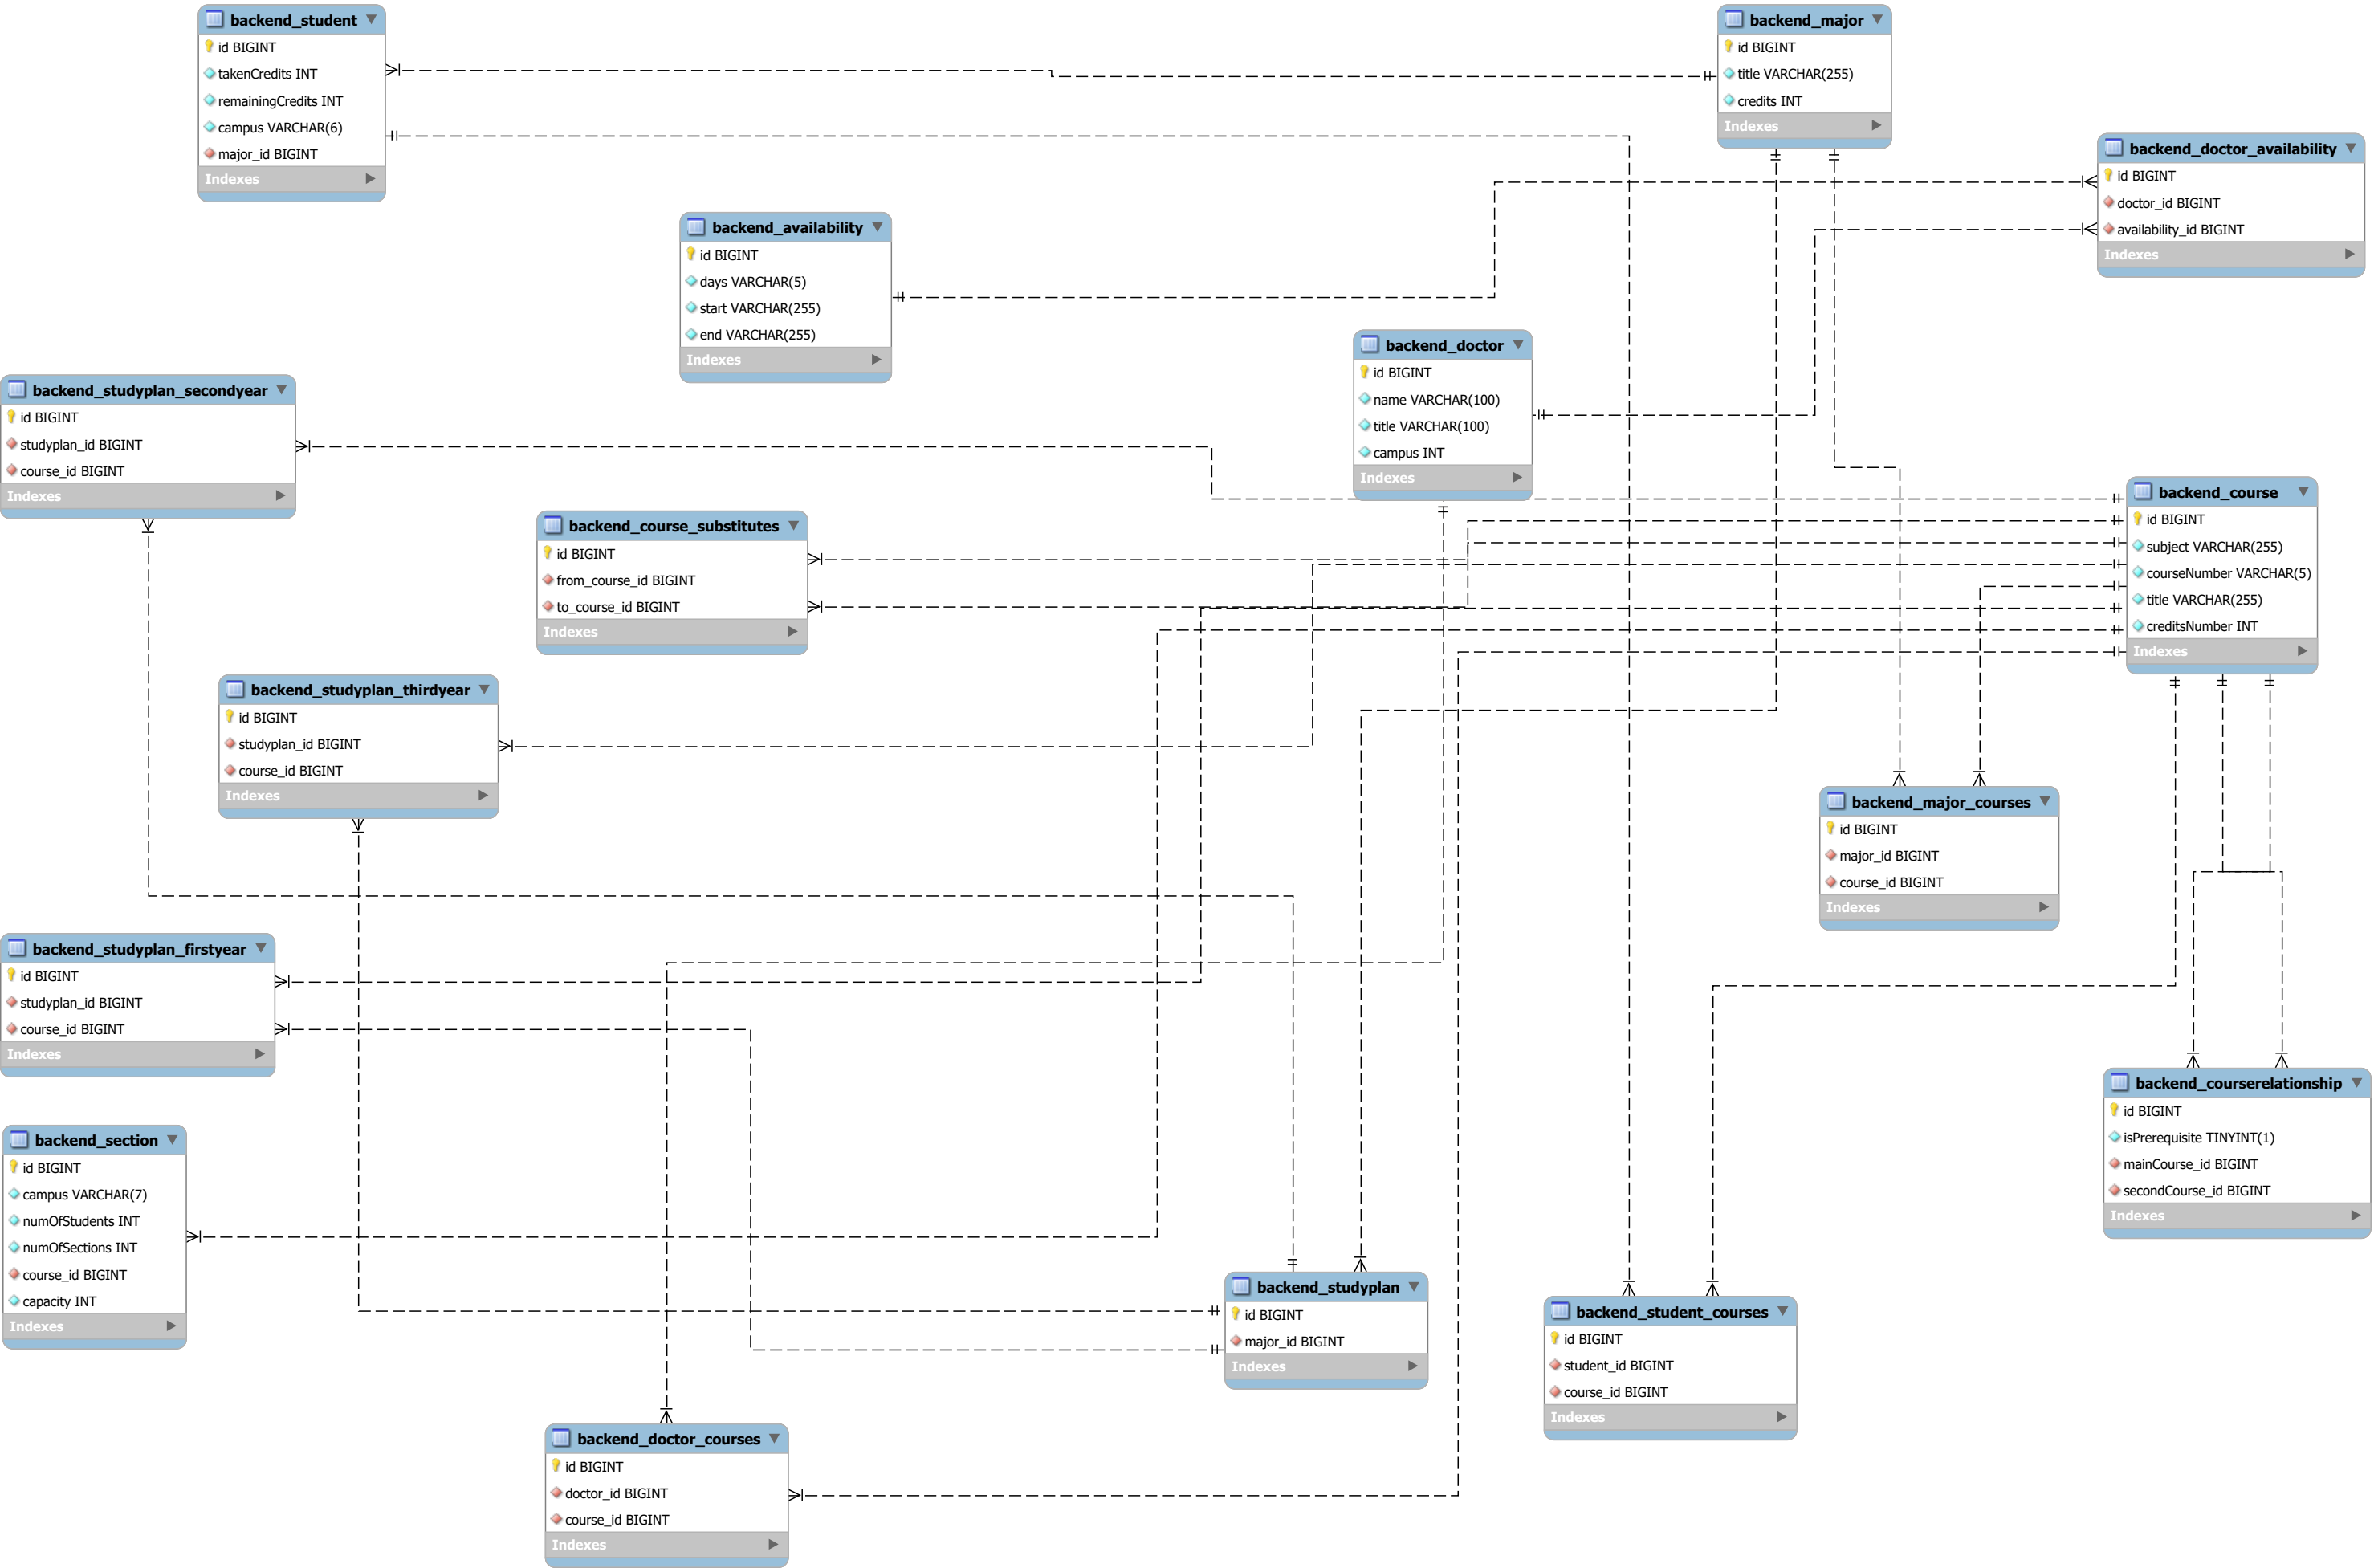 backend_student
id BIGINT
takenCredits INT
remainingCredits INT
campus VARCHAR(6)
major_id BIGINT
Indexes
backend_major
id BIGINT
title VARCHAR(255)
credits INT
Indexes
backend_doctor_availability
id BIGINT
doctor_id BIGINT
availability_id BIGINT
Indexes
backend_availability
id BIGINT
days VARCHAR(5)
start VARCHAR(255)
end VARCHAR(255)
Indexes
backend_doctor
id BIGINT
name VARCHAR(100)
title VARCHAR(100)
campus INT
Indexes
backend_studyplan_secondyear
id BIGINT
studyplan_id BIGINT
course_id BIGINT
Indexes
backend_course
id BIGINT
subject VARCHAR(255)
courseNumber VARCHAR(5)
title VARCHAR(255)
creditsNumber INT
Indexes
backend_course_substitutes
id BIGINT
from_course_id BIGINT
to_course_id BIGINT
Indexes
backend_studyplan_thirdyear
id BIGINT
studyplan_id BIGINT
course_id BIGINT
Indexes
backend_major_courses
id BIGINT
major_id BIGINT
course_id BIGINT
Indexes
backend_studyplan_firstyear
id BIGINT
studyplan_id BIGINT
course_id BIGINT
Indexes
backend_courserelationship
id BIGINT
isPrerequisite TINYINT(1)
mainCourse_id BIGINT
secondCourse_id BIGINT
Indexes
backend_section
id BIGINT
campus VARCHAR(7)
numOfStudents INT
numOfSections INT
course_id BIGINT
capacity INT
Indexes
backend_studyplan
id BIGINT
major_id BIGINT
Indexes
backend_student_courses
id BIGINT
student_id BIGINT
course_id BIGINT
Indexes
backend_doctor_courses
id BIGINT
doctor_id BIGINT
course_id BIGINT
Indexes